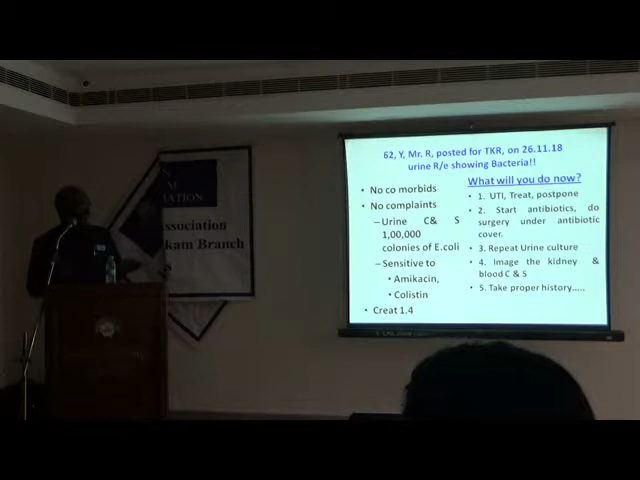 62, Y, Mr. R, posted for TKR, on 26.11.18
urine R/e showing Bacteria!!
• No co morbids
• No complaints
–Urine C& S
1,00,000
colonies of E.coli
–Sensitive to
• Amikacin,
• Colistin
• Creat 1.4
What will you do now?
• 1. UTI, Treat, postpone
• 2. Start antibiotics, do
surgery under antibiotic
cover.
• 3. Repeat Urine culture
• 4. Image the kidney &
blood C & S
• 5. Take proper history.....
IATION
ssociation
kam Branch